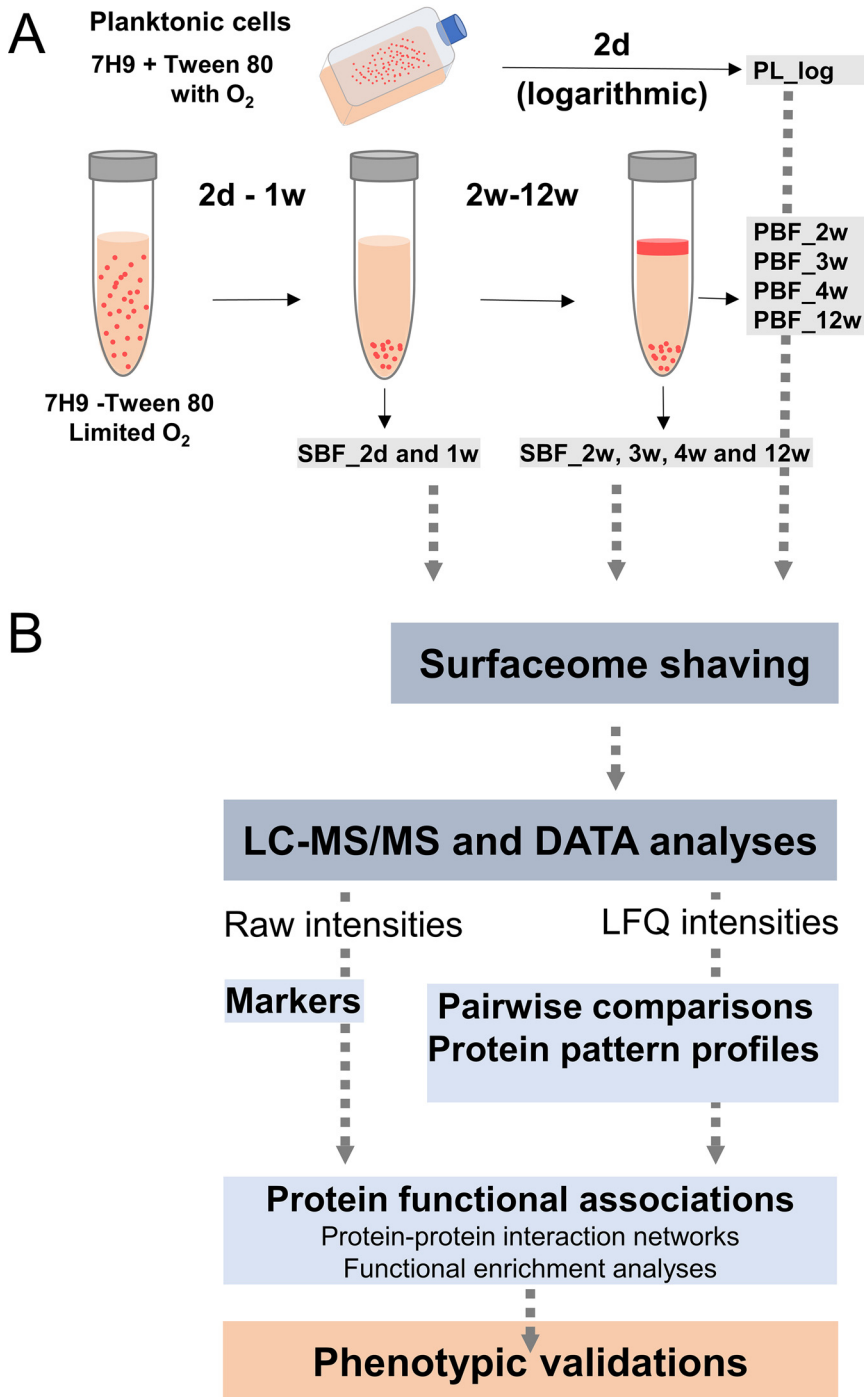 A
Planktonic cells
7H9 + Tween 80
with O₂
2d
(logarithmic)
PL_log
2d - 1w
2w-12w
PBF_2w
PBF_3w
PBF_4w
PBF_12w
7H9 -Tween 80
Limited O₂
SBF_2d and 1w
SBF_2w, 3w, 4w and 12w
B
Surfaceome shaving
LC-MS/MS and DATA analyses
Raw intensities
LFQ intensities
Markers
Pairwise comparisons
Protein pattern profiles
Protein functional associations
Protein-protein interaction networks
Functional enrichment analyses
Phenotypic validations